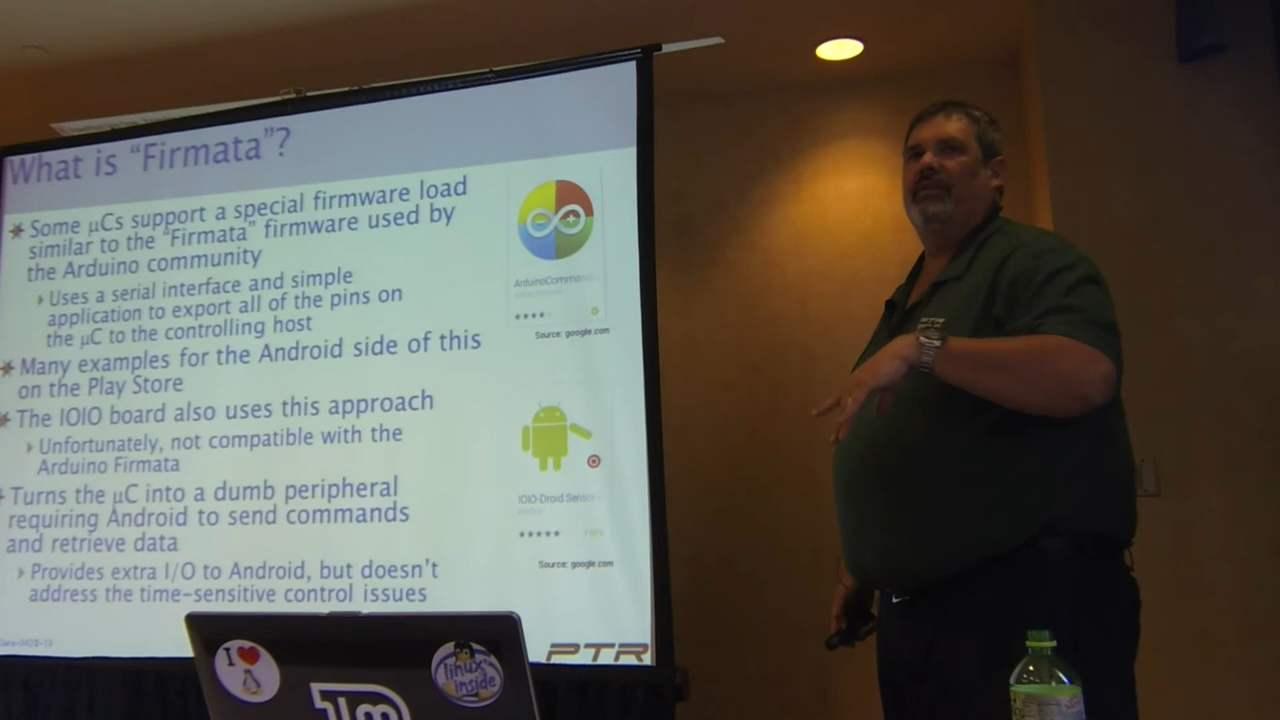 What is “Firmata”?
Some µCs support a special firmware load
similar to the “Firmata” firmware used by
the Arduino community
Uses a serial interface and simple
application to export all of the pins on
the µC to the controlling host
Many examples for the Android side of this
on the Play Store
The IOIO board also uses this approach
Unfortunately, not compatible with the
Arduino Firmata
Turns the µC into a dumb peripheral
requiring Android to send commands
and retrieve data
Provides extra I/O to Android, but doesn't
address the time-sensitive control issues
ArduinoComma
Source: google.com
IOIO-Droid Sensor
FREE
Source: google.com
PTR
I
linux
inside
PTR